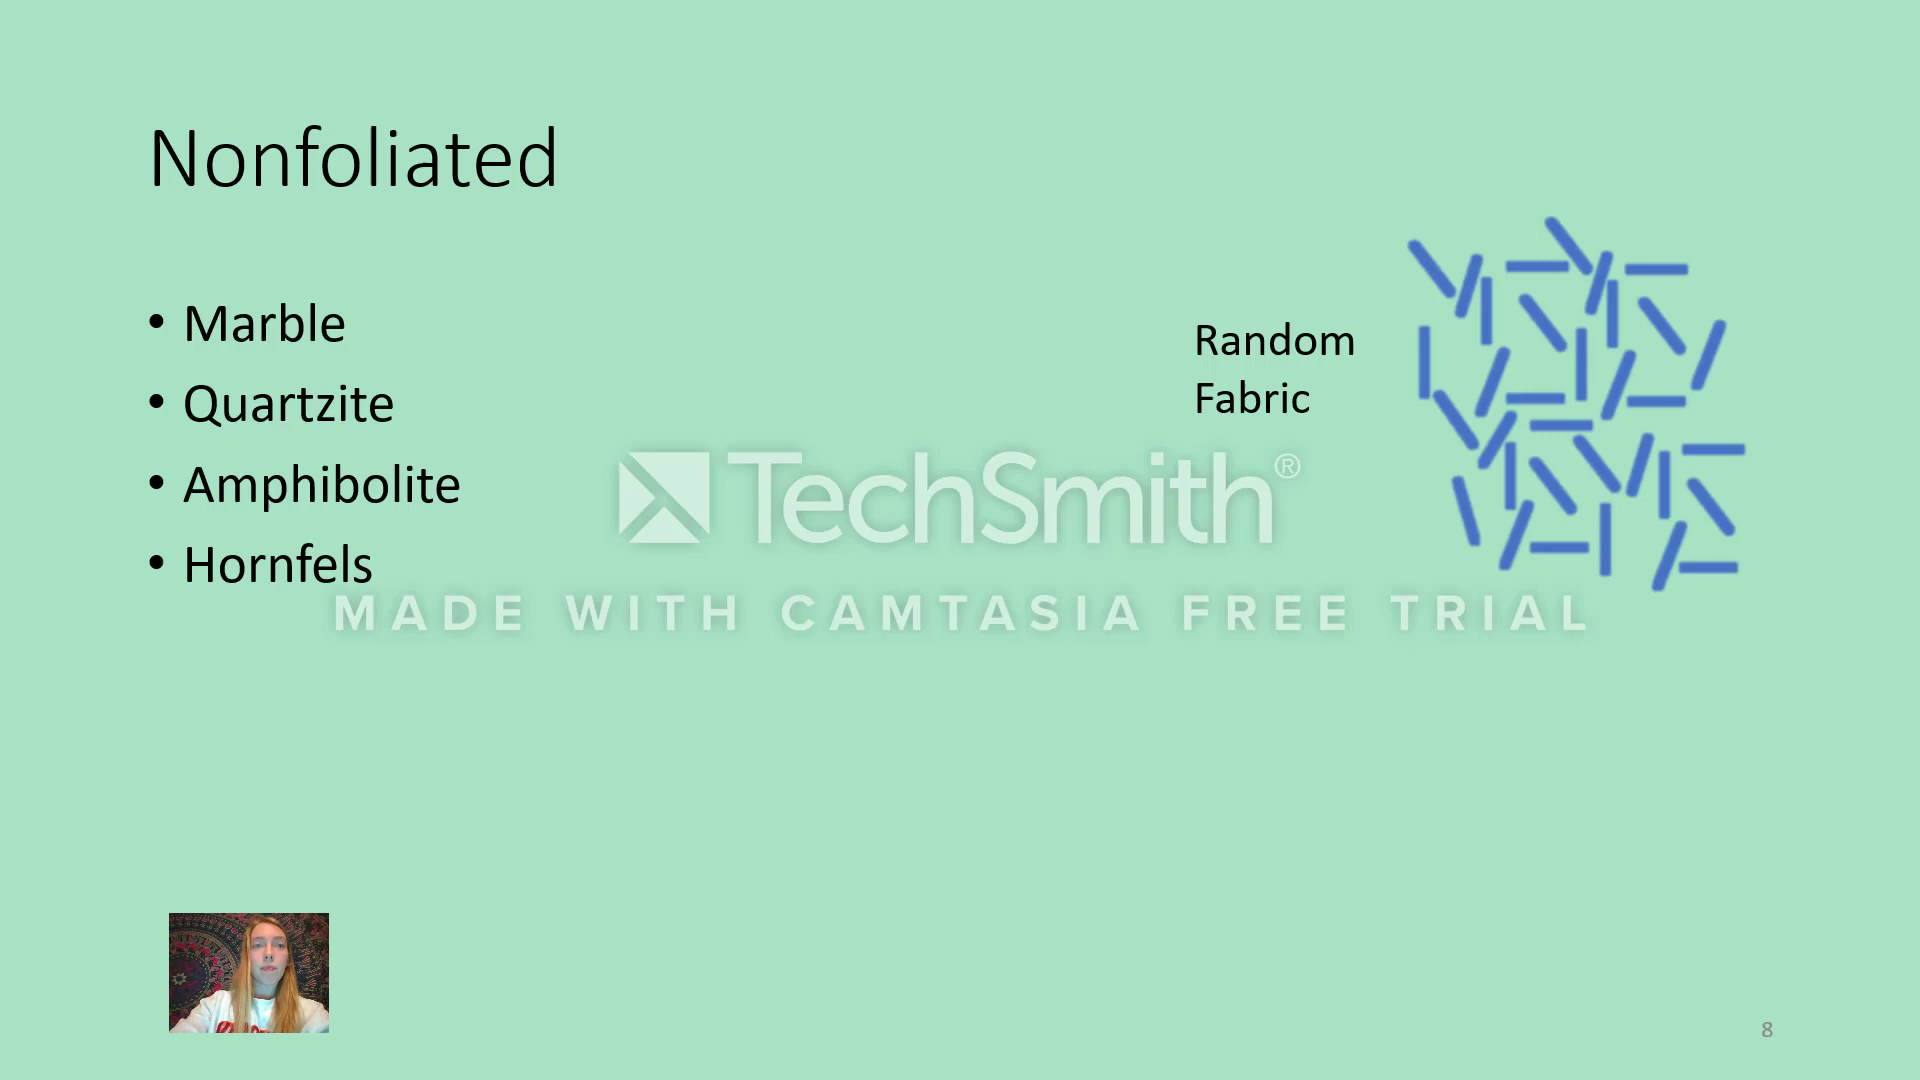 Nonfoliated
• Marble
• Quartzite
• Amphibolite
• Hornfels
Random
Fabric
TechSmith®
MADE WITH CAMTASIA FREE TRIAL
8